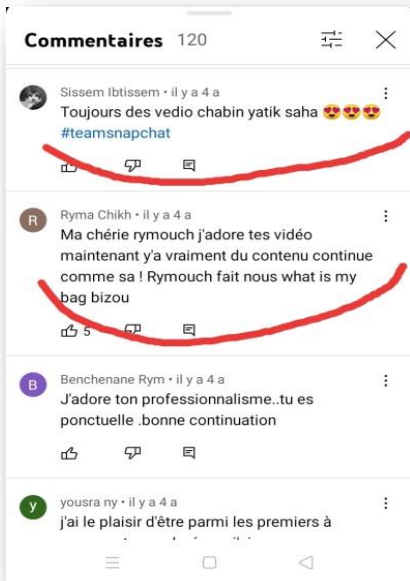 Commentaires 120
Sissem Ibtissem • il y a 4 a
Toujours des vedio chabin yatik saha 😍😍😍
#teamsnapchat
R
Ryma Chikh • il y a 4 a
Ma chérie rymouch j'adore tes vidéo
maintenant y'a vraiment du contenu continue
comme sa ! Rymouch fait nous what is my
bag bizou
5
B
Benchenane Rym • il y a 4 a
J'adore ton professionnalisme..tu es
ponctuelle .bonne continuation
y
yousra ny • il y a 4 a
j'ai le plaisir d'être parmi les premiers à